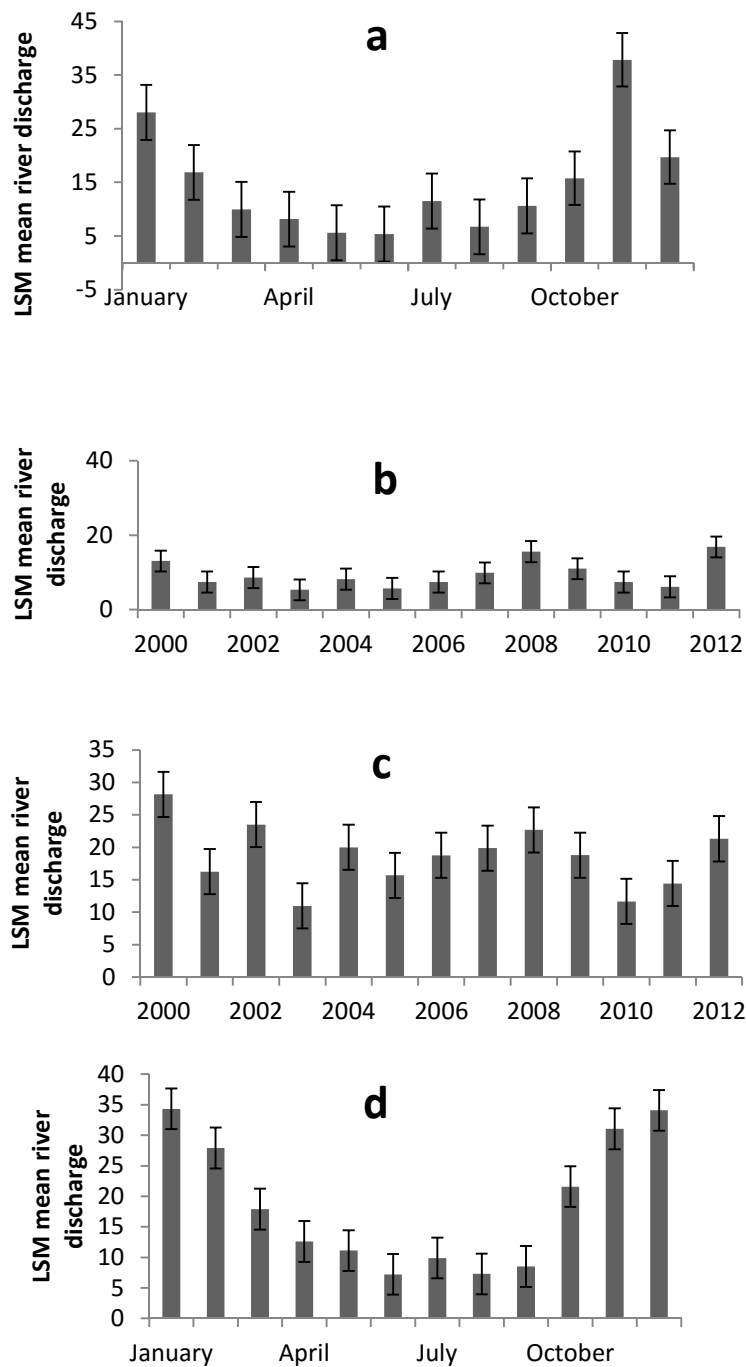 a
LSM mean river discharge
45
35
25
15
5
-5
January April July October
b
LSM mean river
discharge
40
20
0
2000 2002 2004 2006 2008 2010 2012
c
LSM mean river
discharge
35
30
25
20
15
10
5
0
2000 2002 2004 2006 2008 2010 2012
d
LSM mean river
discharge
40
35
30
25
20
15
10
5
0
January April July October